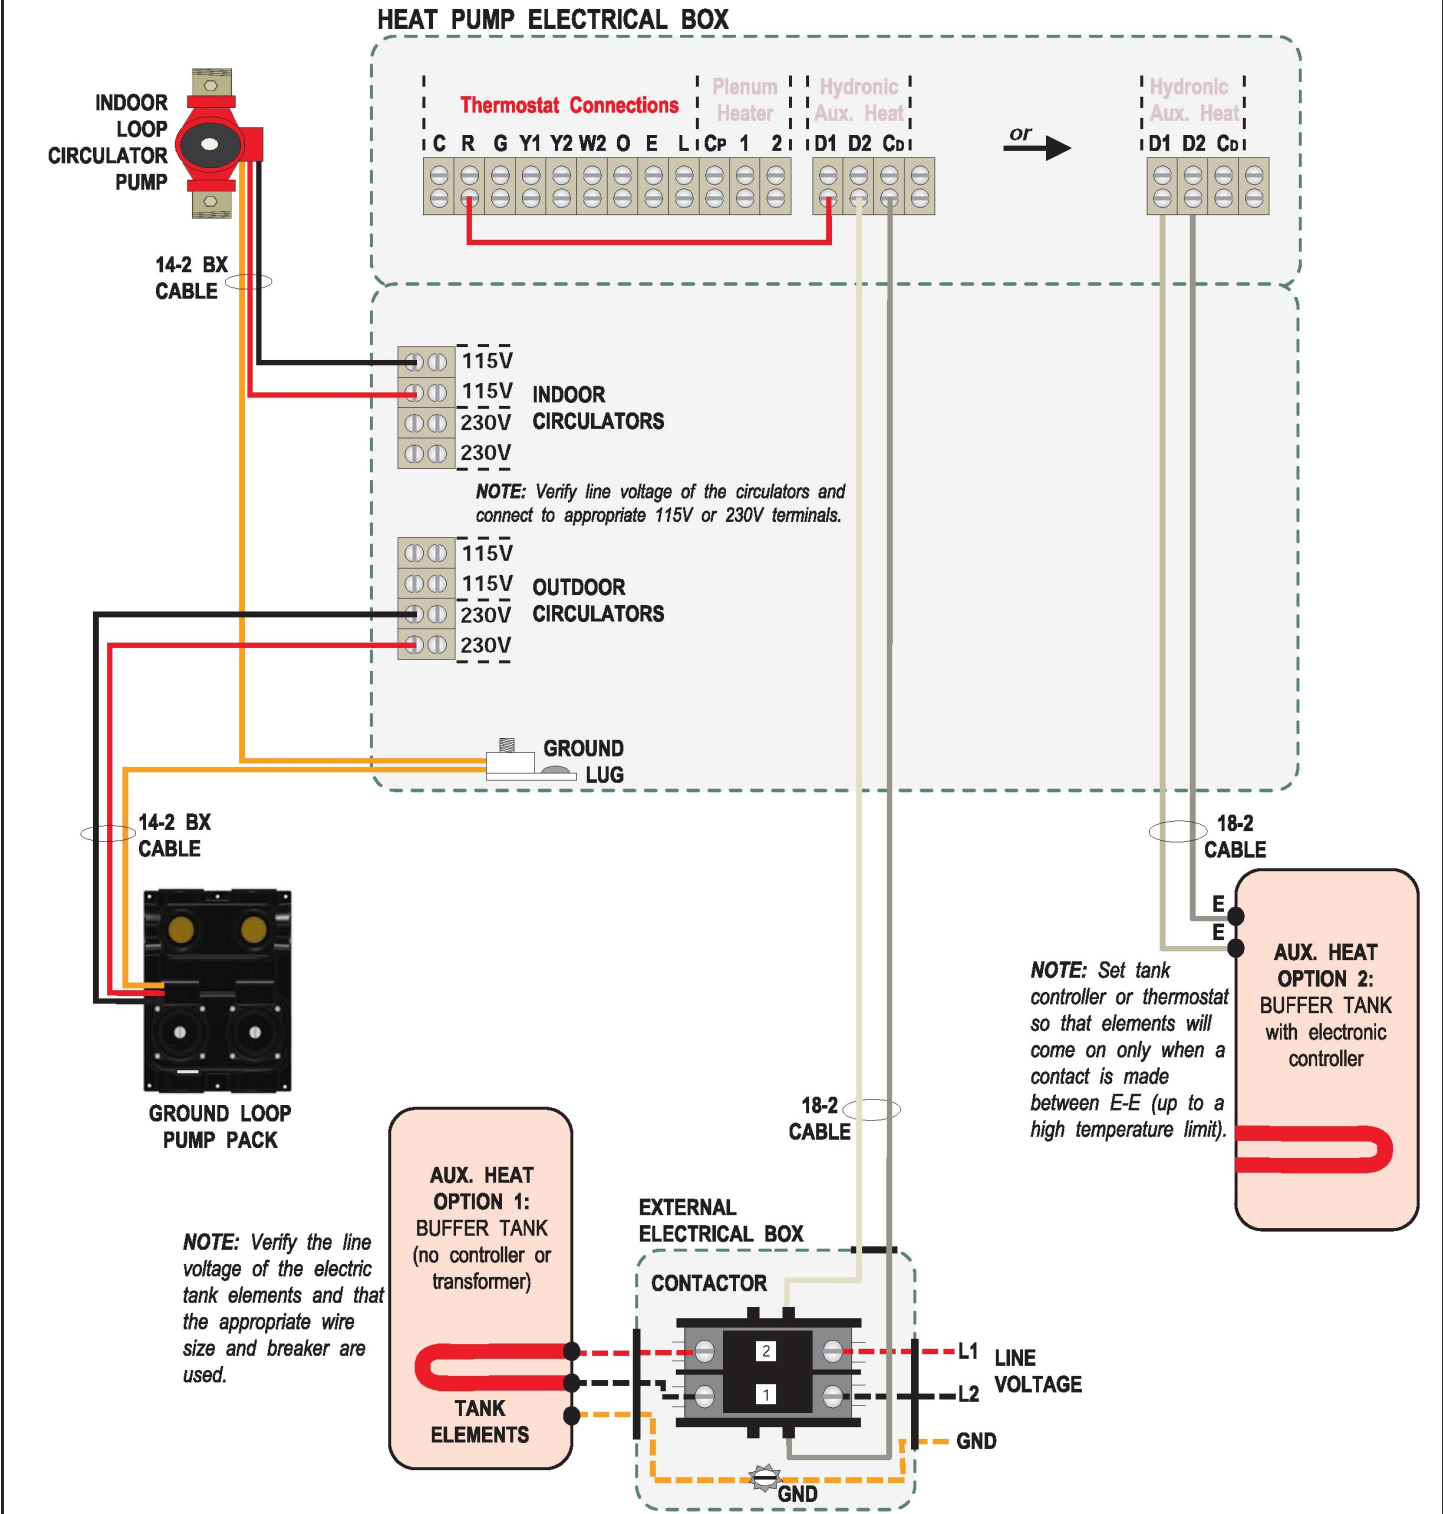 HEAT PUMP ELECTRICAL BOX
INDOOR
LOOP
CIRCULATOR
PUMP
Thermostat Connections
Plenum
Heater
Hydronic
Aux. Heat
C R G Y1 Y2 W2 O E L CP 1 2 D1 D2 CD
or
Hydronic
Aux. Heat
D1 D2 CD
14-2 BX
CABLE
115V
115V
230V
230V
INDOOR
CIRCULATORS
NOTE: Verify line voltage of the circulators and
connect to appropriate 115V or 230V terminals.
115V
115V
230V
230V
OUTDOOR
CIRCULATORS
GROUND
LUG
14-2 BX
CABLE
GROUND LOOP
PUMP PACK
18-2
CABLE
E
E
AUX. HEAT
OPTION 2:
BUFFER TANK
with electronic
controller
NOTE: Set tank
controller or thermostat
so that elements will
come on only when a
contact is made
between E-E (up to a
high temperature limit).
18-2
CABLE
AUX. HEAT
OPTION 1:
BUFFER TANK
(no controller or
transformer)
TANK
ELEMENTS
NOTE: Verify the line
voltage of the electric
tank elements and that
the appropriate wire
size and breaker are
used.
EXTERNAL
ELECTRICAL BOX
CONTACTOR
2
1
L1
L2
LINE
VOLTAGE
GND
GND